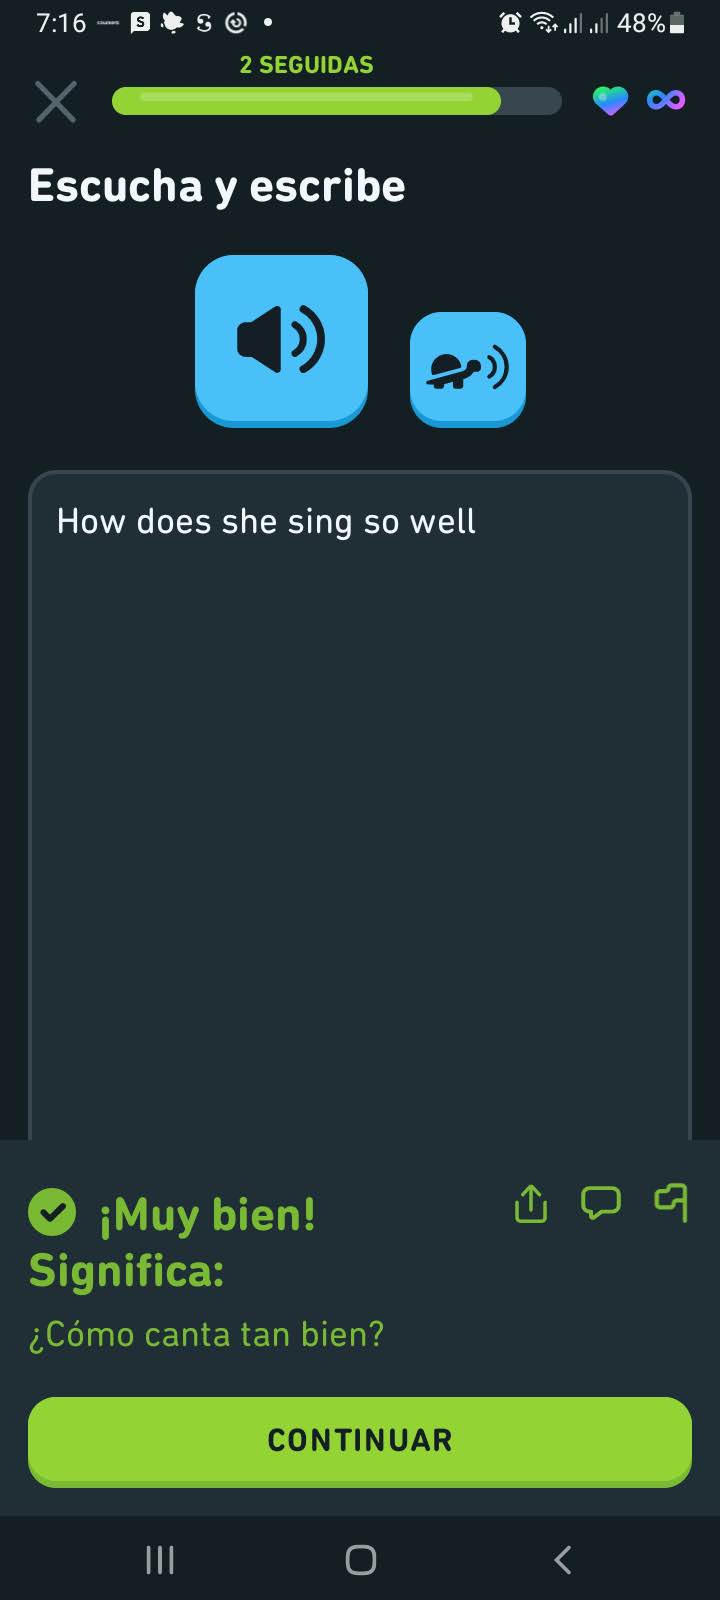 7:16
48%
2 SEGUIDAS
Escucha y escribe
How does she sing so well
¡Muy bien!
Significa:
¿Cómo canta tan bien?
CONTINUAR